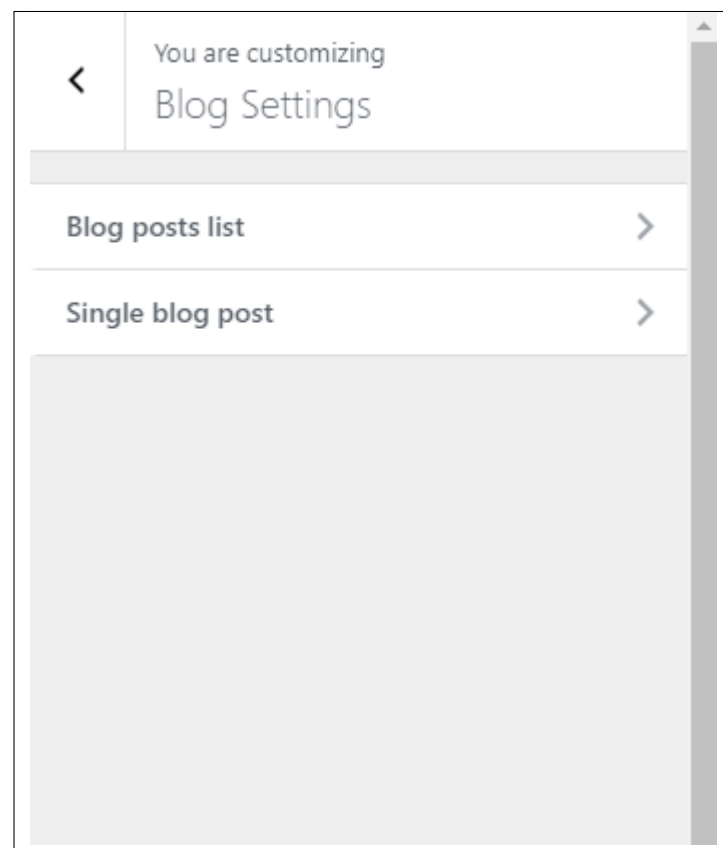 You are customizing
Blog Settings
Blog posts list
Single blog post